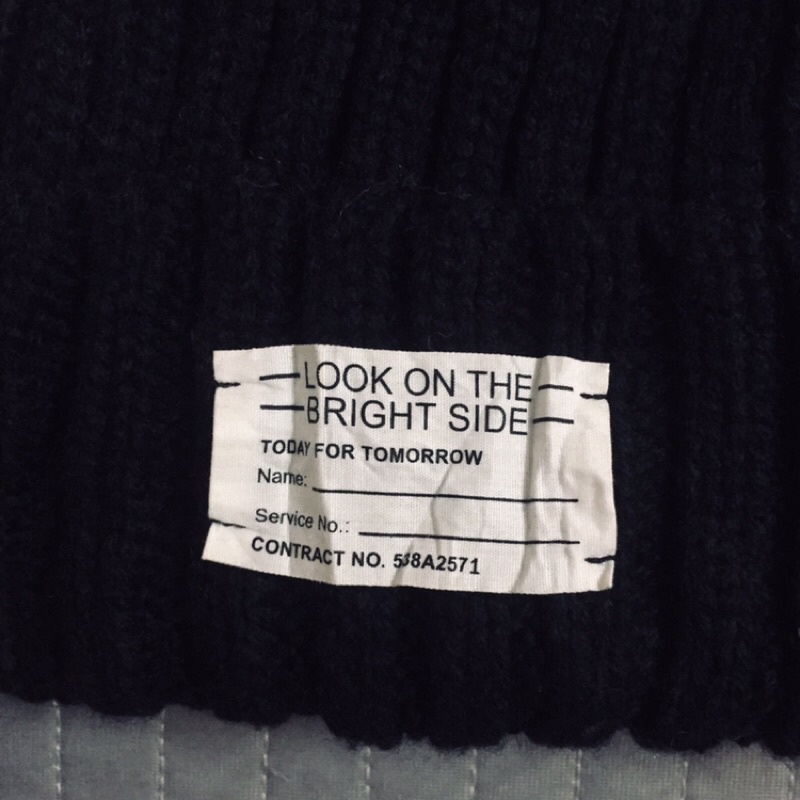 LOOK ON THE
BRIGHT SIDE
TODAY FOR TOMORROW
Name:
Service No.:
CONTRACT NO.